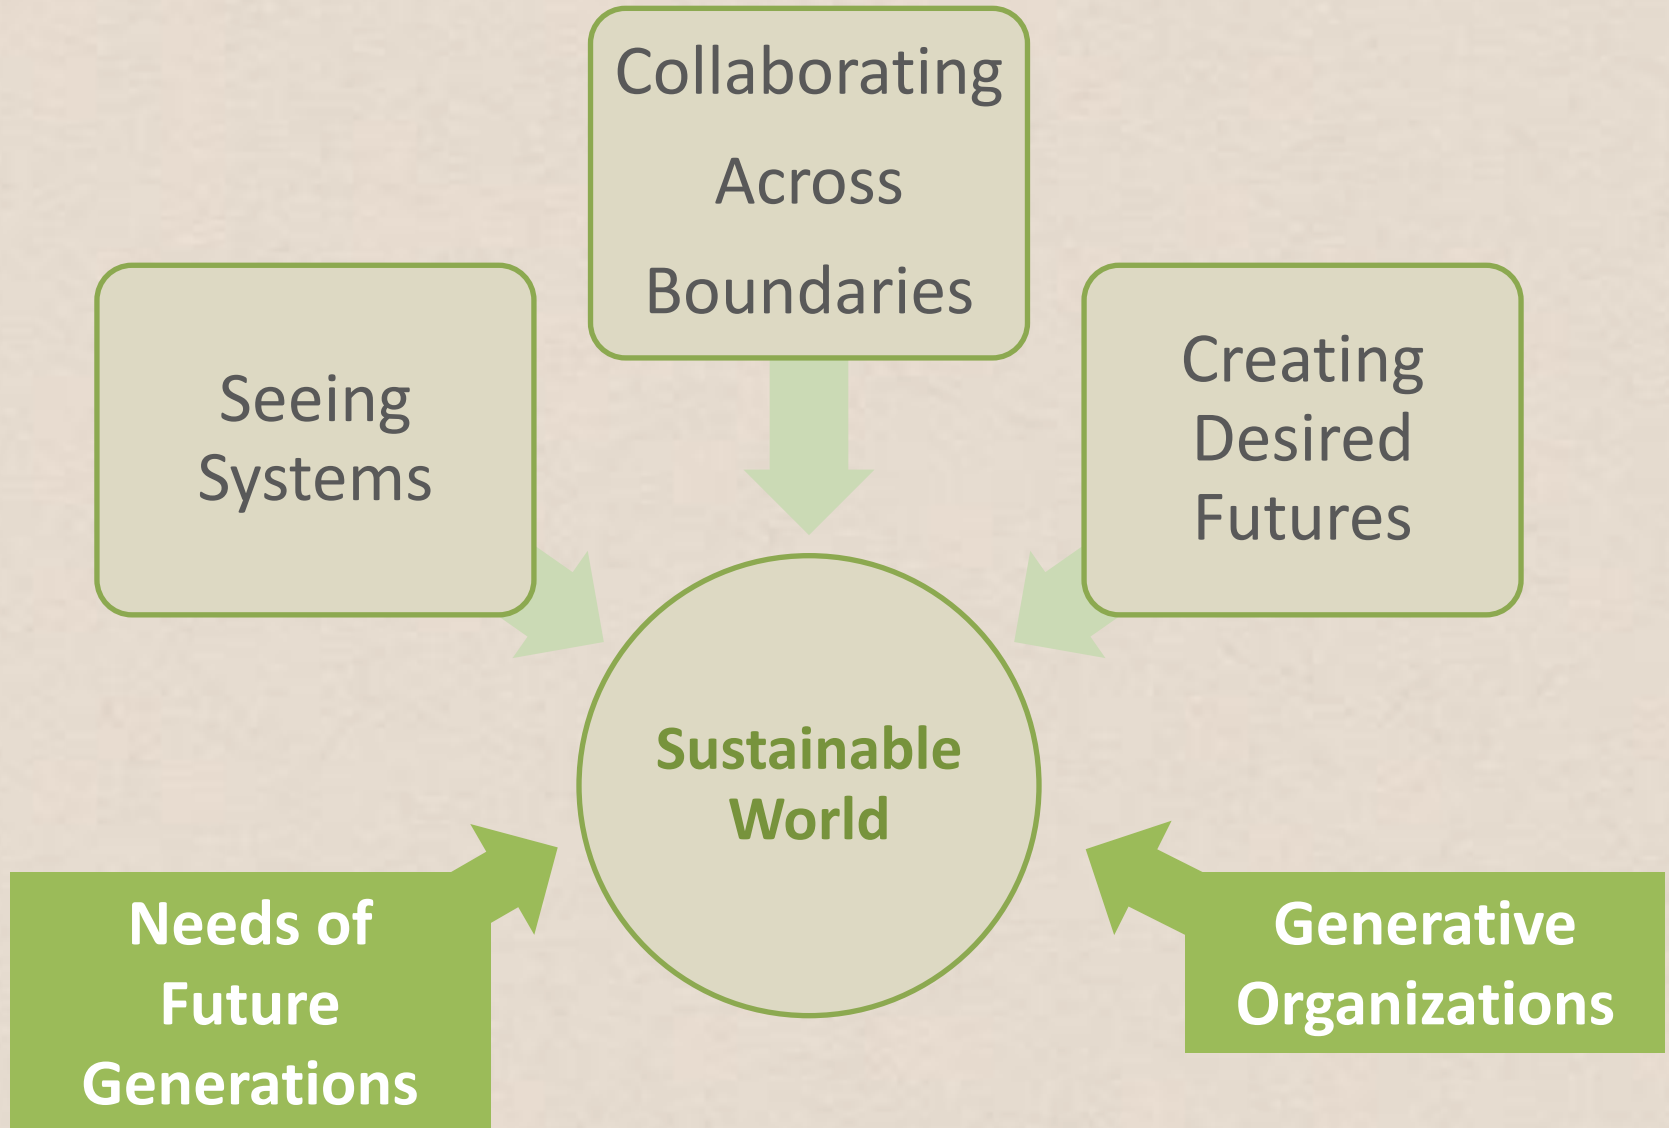 Collaborating
Across
Boundaries
Seeing
Systems
Creating
Desired
Futures
Sustainable
World
Needs of
Future
Generations
Generative
Organizations